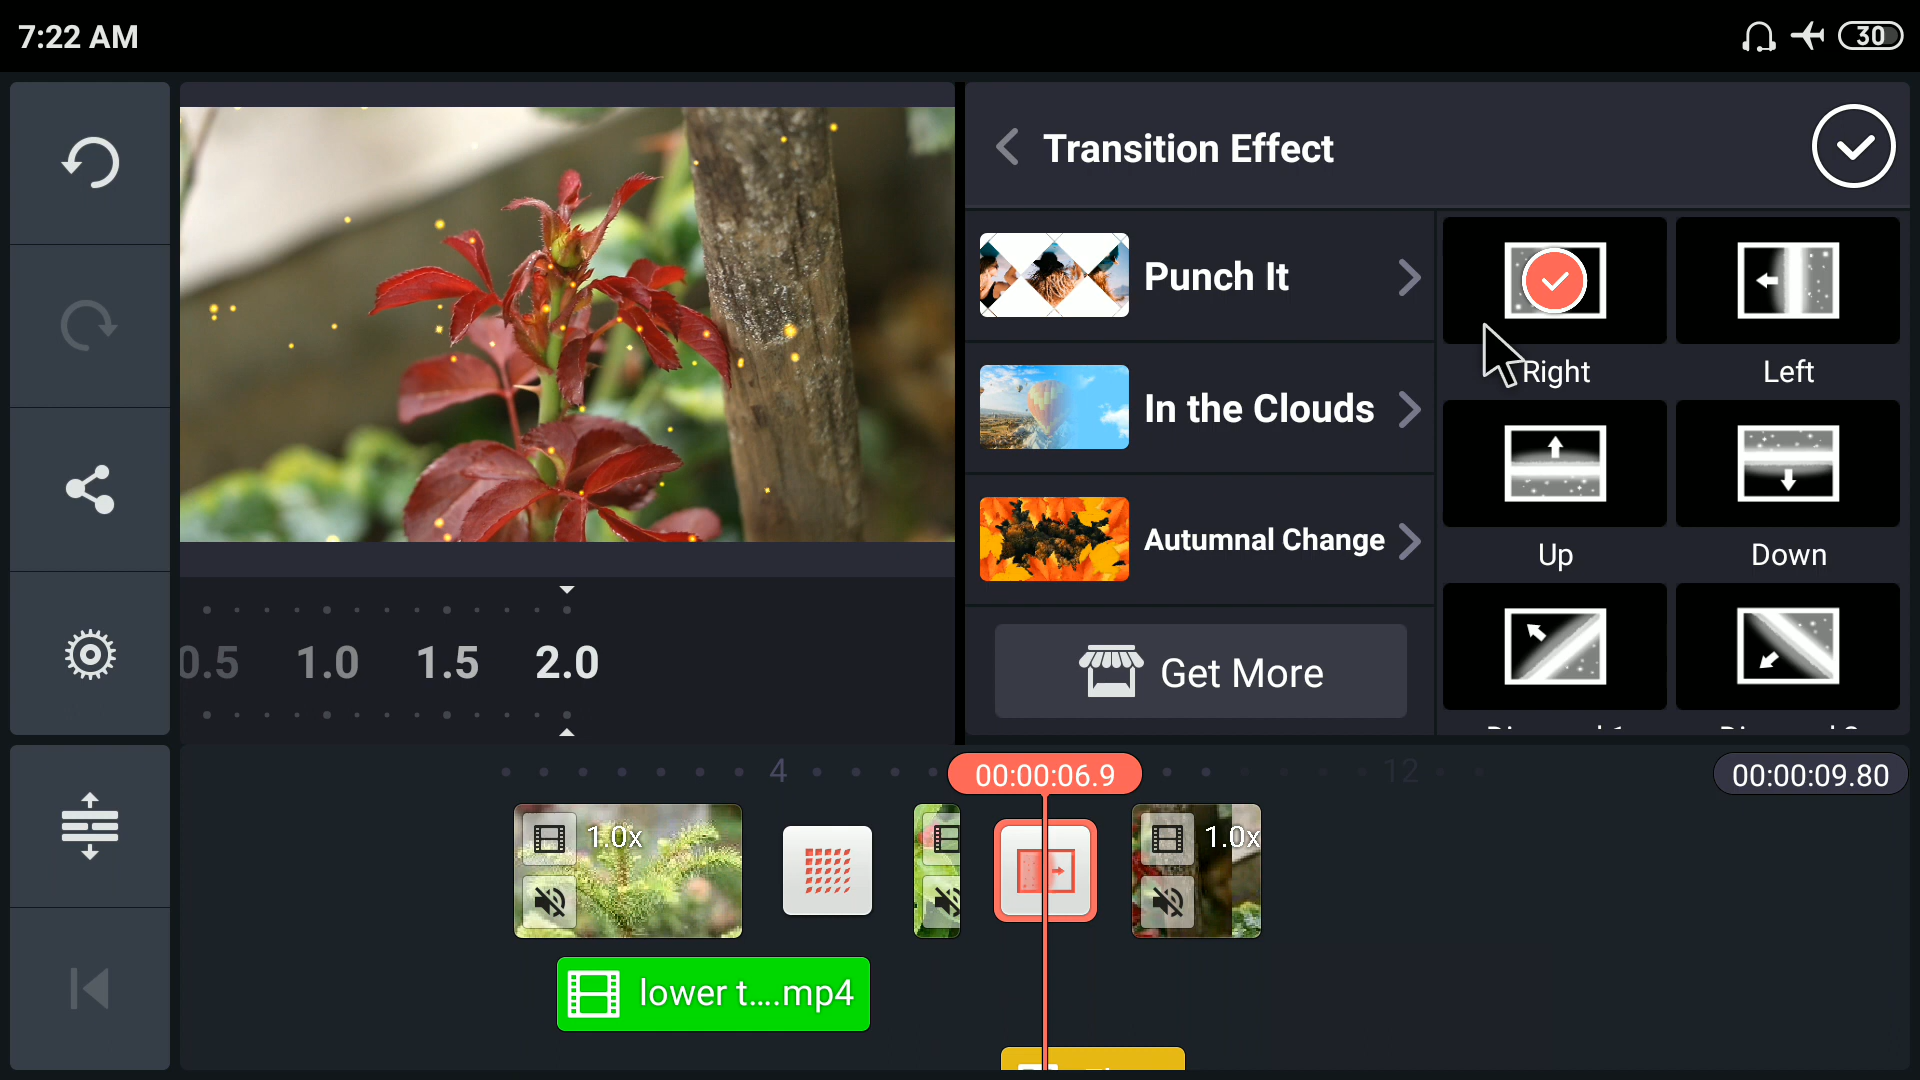 7:22 AM
30
Transition Effect
Punch It
In the Clouds
Autumnal Change
Get More
Right
Left
Up
Down
0.5
1.0
1.5
2.0
4
00:00:06.9
12
00:00:09.80
1.0x
1.0x
lower t....mp4